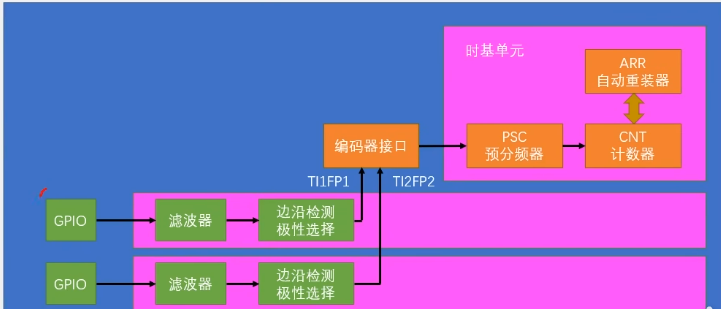 时基单元
ARR
自动重装器
编码器接口
PSC
预分频器
CNT
计数器
TI1FP1
TI2FP2
GPIO
滤波器
边沿检测
极性选择
GPIO
滤波器
边沿检测
极性选择